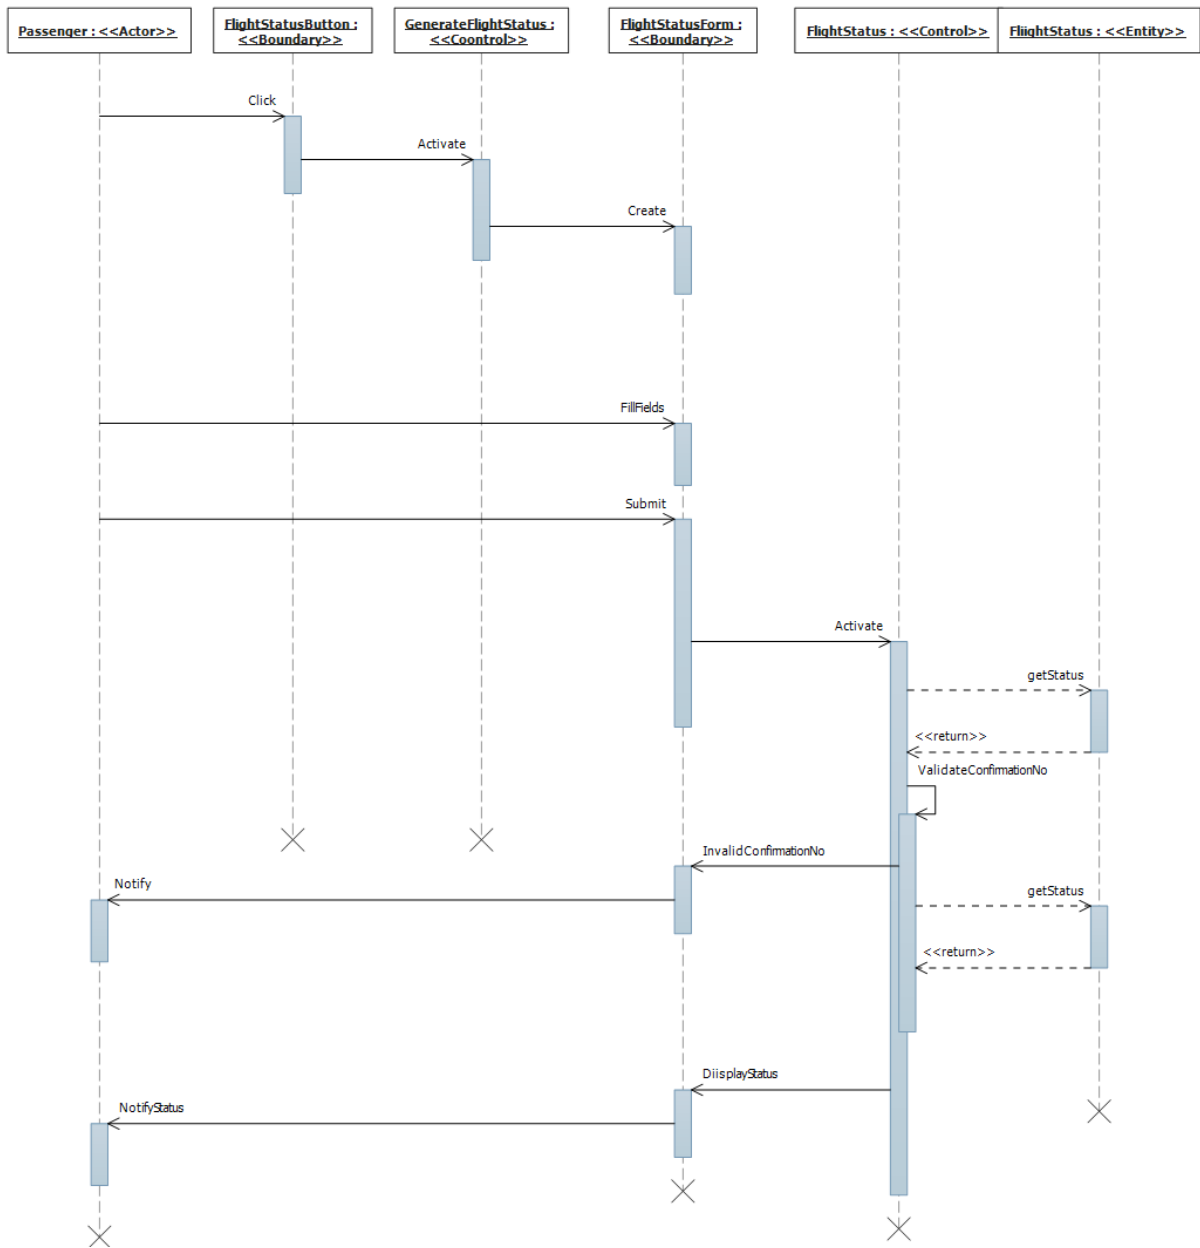 Passenger : <<Actor>>
FlightStatusButton :
<<Boundary>>
GenerateFlightStatus :
<<Coontrol>>
FlightStatusForm :
<<Boundary>>
FlightStatus : <<Control>>
FliightStatus : <<Entity>>
Click
Activate
Create
FillFields
Submit
Activate
getStatus
<<return>>
ValidateConfirmationNo
InvalidConfirmationNo
Notify
getStatus
<<return>>
DiisplayStatus
NotifyStatus